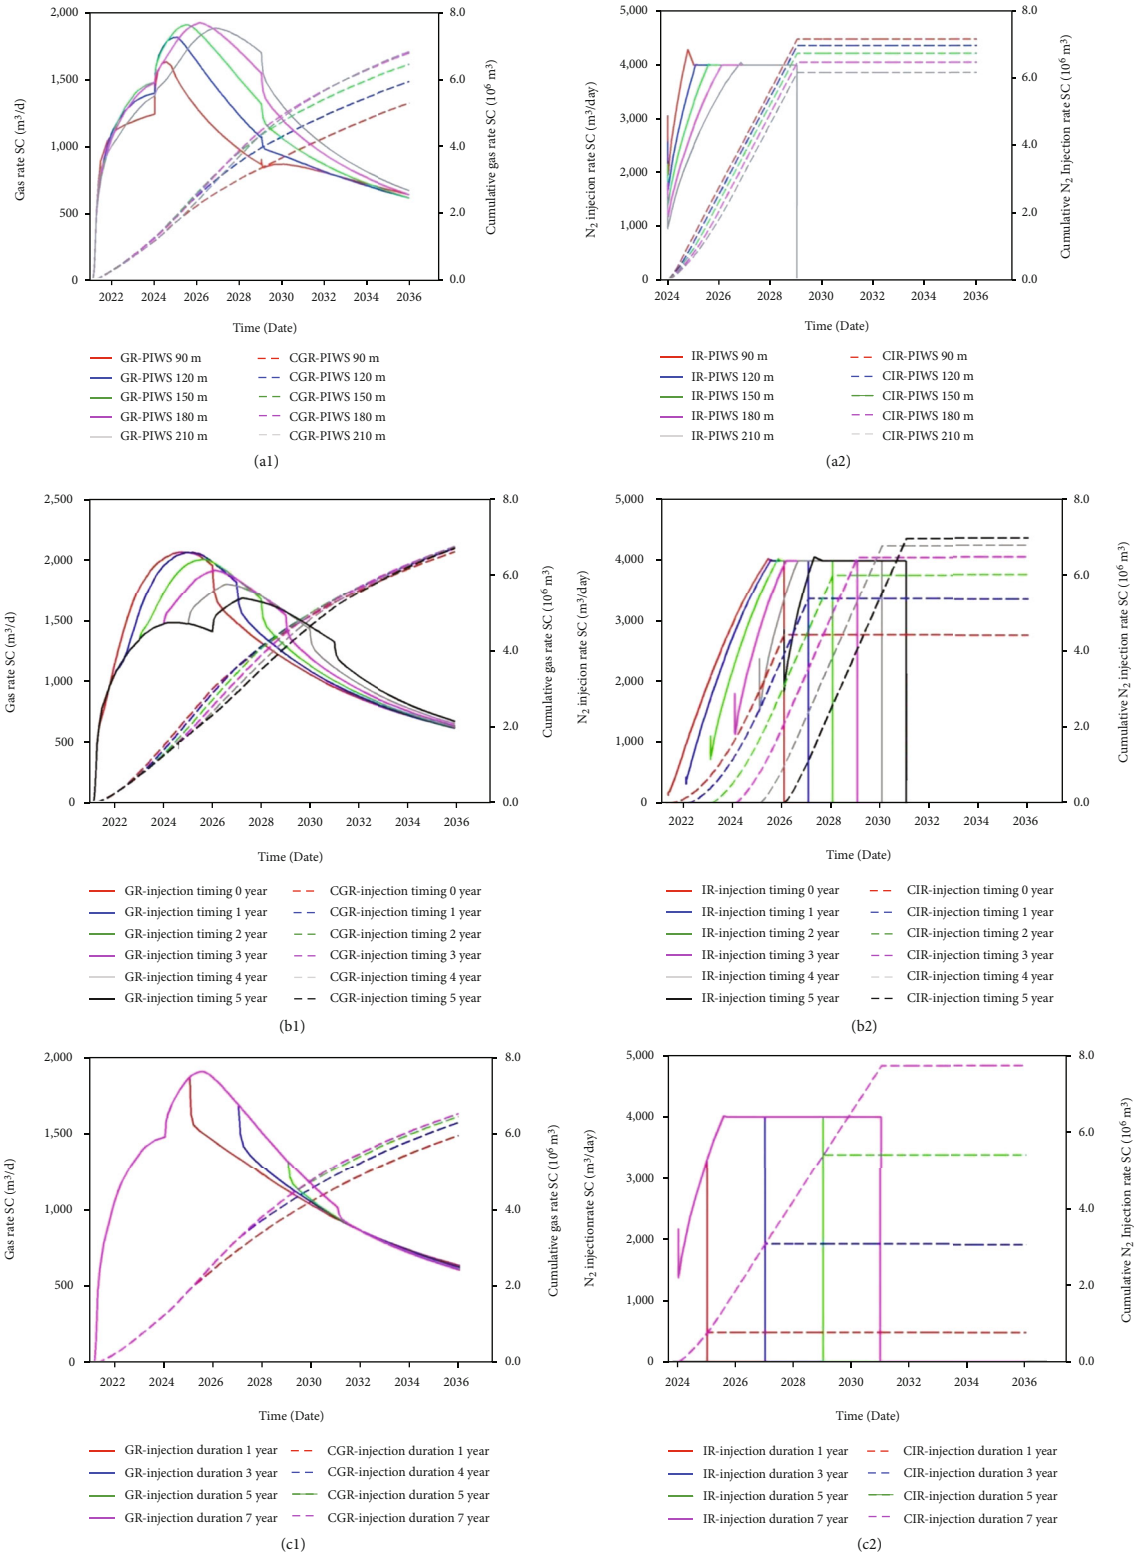 2,000
1,500
1,000
500
0
Gas rate SC (m³/d)
8.0
6.0
4.0
2.0
0.0
Cumulative gas rate SC (10⁶ m³)
2022 2024 2026 2028 2030 2032 2034 2036
Time (Date)
GR-PIWS 90 m CGR-PIWS 90 m
GR-PIWS 120 m CGR-PIWS 120 m
GR-PIWS 150 m CGR-PIWS 150 m
GR-PIWS 180 m CGR-PIWS 180 m
GR-PIWS 210 m CGR-PIWS 210 m
(a1)
5,000
4,000
3,000
2,000
1,000
0
N₂ injecion rate SC (m³/day)
8.0
6.0
4.0
2.0
0.0
Cumulative N₂ Injection rate SC (10⁶ m³)
2024 2026 2028 2030 2032 2034 2036
Time (Date)
IR-PIWS 90 m CIR-PIWS 90 m
IR-PIWS 120 m CIR-PIWS 120 m
IR-PIWS 150 m CIR-PIWS 150 m
IR-PIWS 180 m CIR-PIWS 180 m
IR-PIWS 210 m CIR-PIWS 210 m
(a2)
2,500
2,000
1,500
1,000
500
0
Gas rate SC (m³/d)
8.0
6.0
4.0
2.0
0.0
Cumulative gas rate SC (10⁶ m³)
2022 2024 2026 2028 2030 2032 2034 2036
Time (Date)
GR-injection timing 0 year CGR-injection timing 0 year
GR-injection timing 1 year CGR-injection timing 1 year
GR-injection timing 2 year CGR-injection timing 2 year
GR-injection timing 3 year CGR-injection timing 3 year
GR-injection timing 4 year CGR-injection timing 4 year
GR-injection timing 5 year CGR-injection timing 5 year
(b1)
5,000
4,000
3,000
2,000
1,000
0
N₂ injecion rate SC (m³/day)
8.0
6.0
4.0
2.0
0.0
Cumulative N₂ injection rate SC (10⁶ m³)
2022 2024 2026 2028 2030 2032 2034 2036
Time (Date)
IR-injection timing 0 year CIR-injection timing 0 year
IR-injection timing 1 year CIR-injection timing 1 year
IR-injection timing 2 year CIR-injection timing 2 year
IR-injection timing 3 year CIR-injection timing 3 year
IR-injection timing 4 year CIR-injection timing 4 year
IR-injection timing 5 year CIR-injection timing 5 year
(b2)
2,000
1,500
1,000
500
0
Gas rate SC (m³/d)
8.0
6.0
4.0
2.0
0.0
Cumulative gas rate SC (10⁶ m³)
2022 2024 2026 2028 2030 2032 2034 2036
Time (Date)
GR-injection duration 1 year CGR-injection duration 1 year
GR-injection duration 3 year CGR-injection duration 4 year
GR-injection duration 5 year CGR-injection duration 5 year
GR-injection duration 7 year CGR-injection duration 7 year
(c1)
5,000
4,000
3,000
2,000
1,000
0
N₂ injectionrate SC (m³/day)
8.0
6.0
4.0
2.0
0.0
Cumulative N₂ Injection rate SC (10⁶ m³)
2024 2026 2028 2030 2032 2034 2036
Time (Date)
IR-injection duration 1 year CIR-injection duration 1 year
IR-injection duration 3 year CIR-injection duration 3 year
IR-injection duration 5 year CIR-injection duration 5 year
IR-injection duration 7 year CIR-injection duration 7 year
(c2)